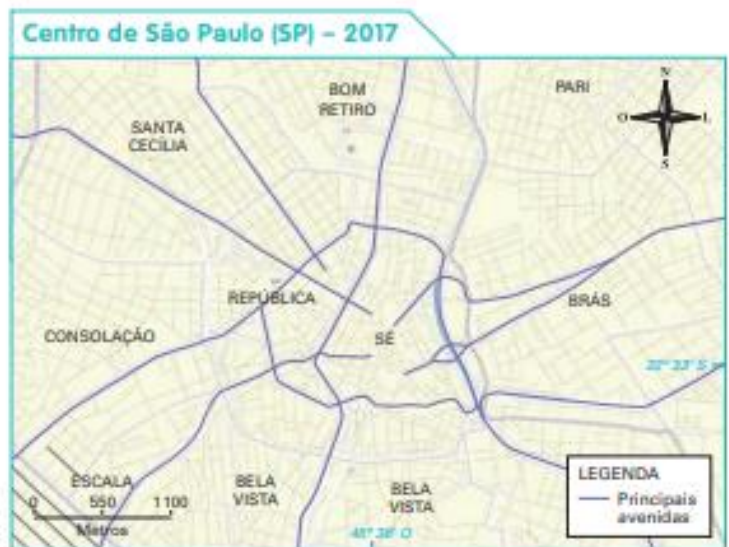 Centro de São Paulo (SP) – 2017
BOM
RETIRO
PARI
N
O
L
S
SANTA
CECÍLIA
REPÚBLICA
BRÁS
CONSOLAÇÃO
SÉ
ESCALA
0 550 1 100
Metros
BELA
VISTA
BELA
VISTA
LEGENDA
Principais
avenidas